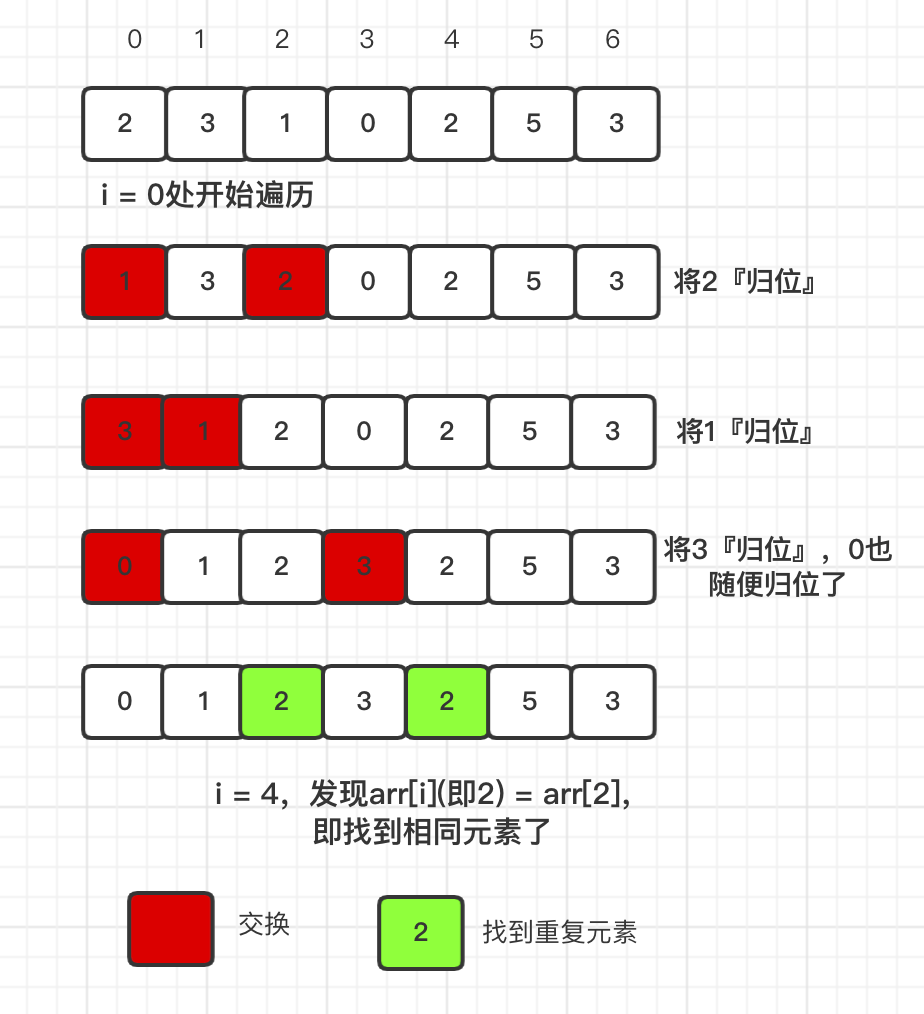 0 1 2 3 4 5 6
2 3 1 0 2 5 3
i = 0处开始遍历
1 3 2 0 2 5 3 将2『归位』
3 1 2 0 2 5 3 将1『归位』
0 1 2 3 2 5 3 将3『归位』，0也
随便归位了
0 1 2 3 2 5 3
i = 4，发现arr[i](即2) = arr[2],
即找到相同元素了
交换 2 找到重复元素